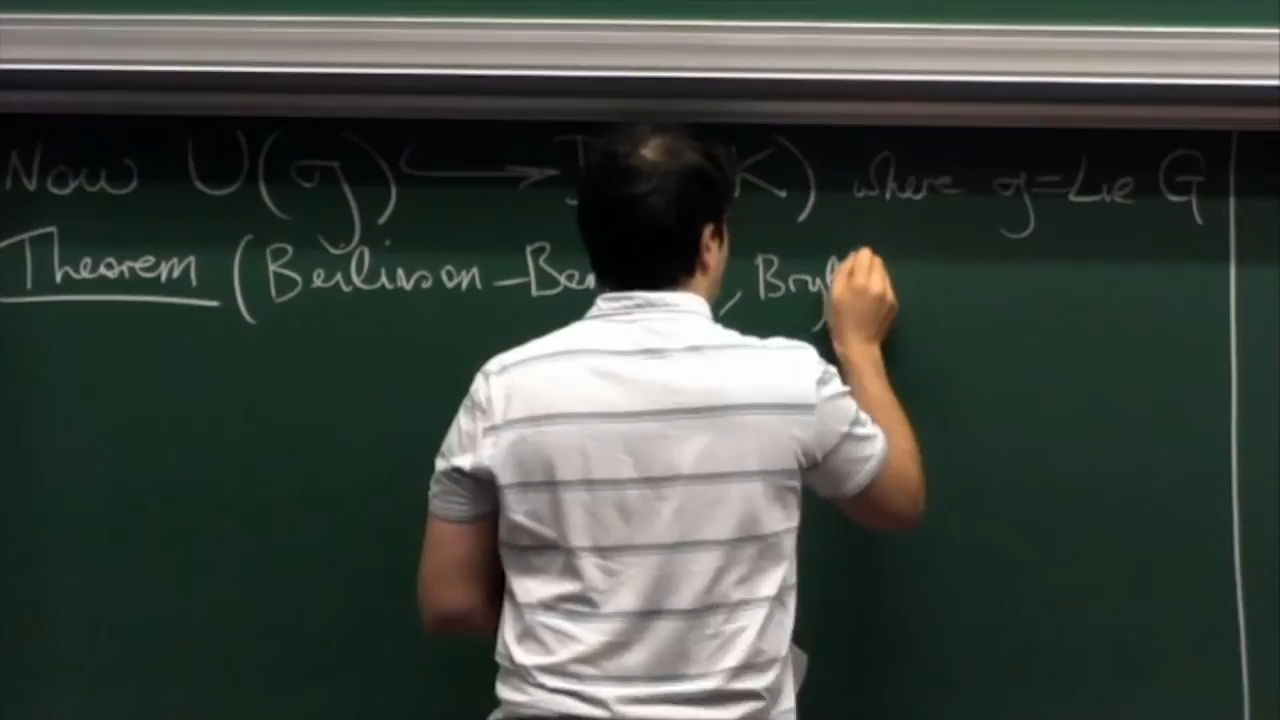 Now U(g) ↪ K) where g = Lie G
Theorem (Beilinson - Be , Bry